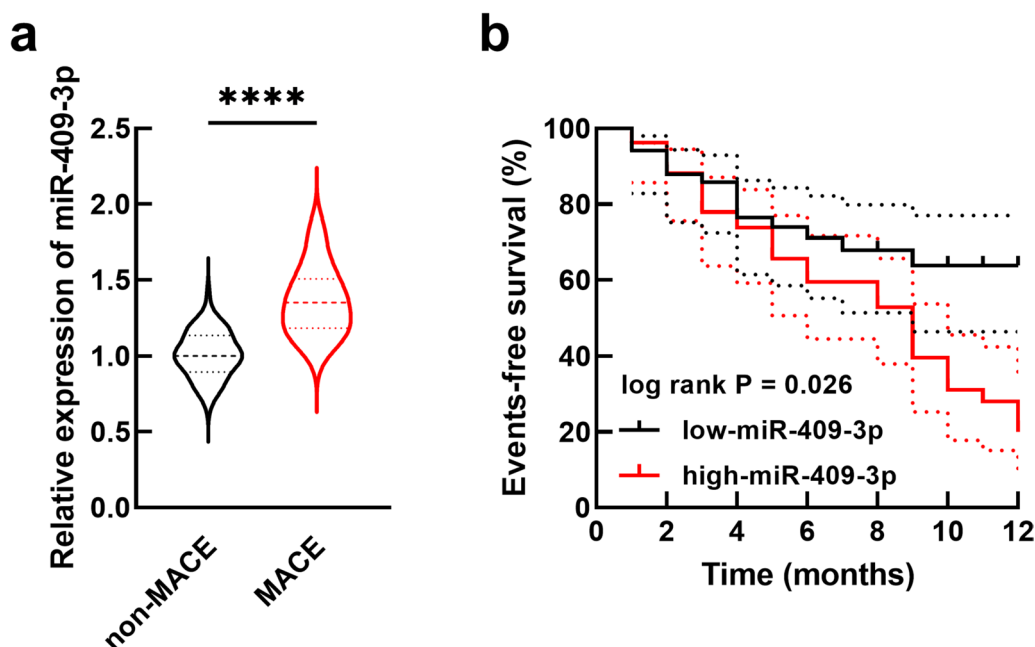 a
Relative expression of miR-409-3p
****
2.5
2.0
1.5
1.0
0.5
0.0
non-MACE
MACE
b
Events-free survival (%)
100
80
60
40
20
0
log rank P = 0.026
low-miR-409-3p
high-miR-409-3p
0 2 4 6 8 10 12
Time (months)